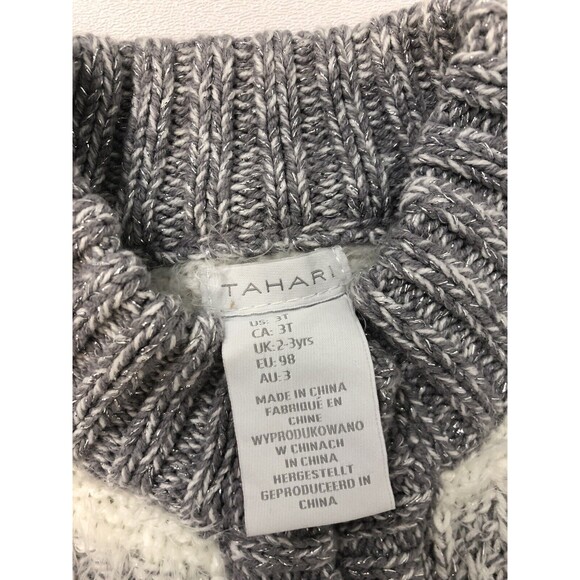 TAHARI
US: 3T
CA: 3T
UK:2-3yrs
EU: 98
AU: 3
MADE IN CHINA
FABRIQUÉ EN
CHINE
WYPRODUKOWANO
W CHINACH
IN CHINA
HERGESTELLT
GEPRODUCEERD IN
CHINA